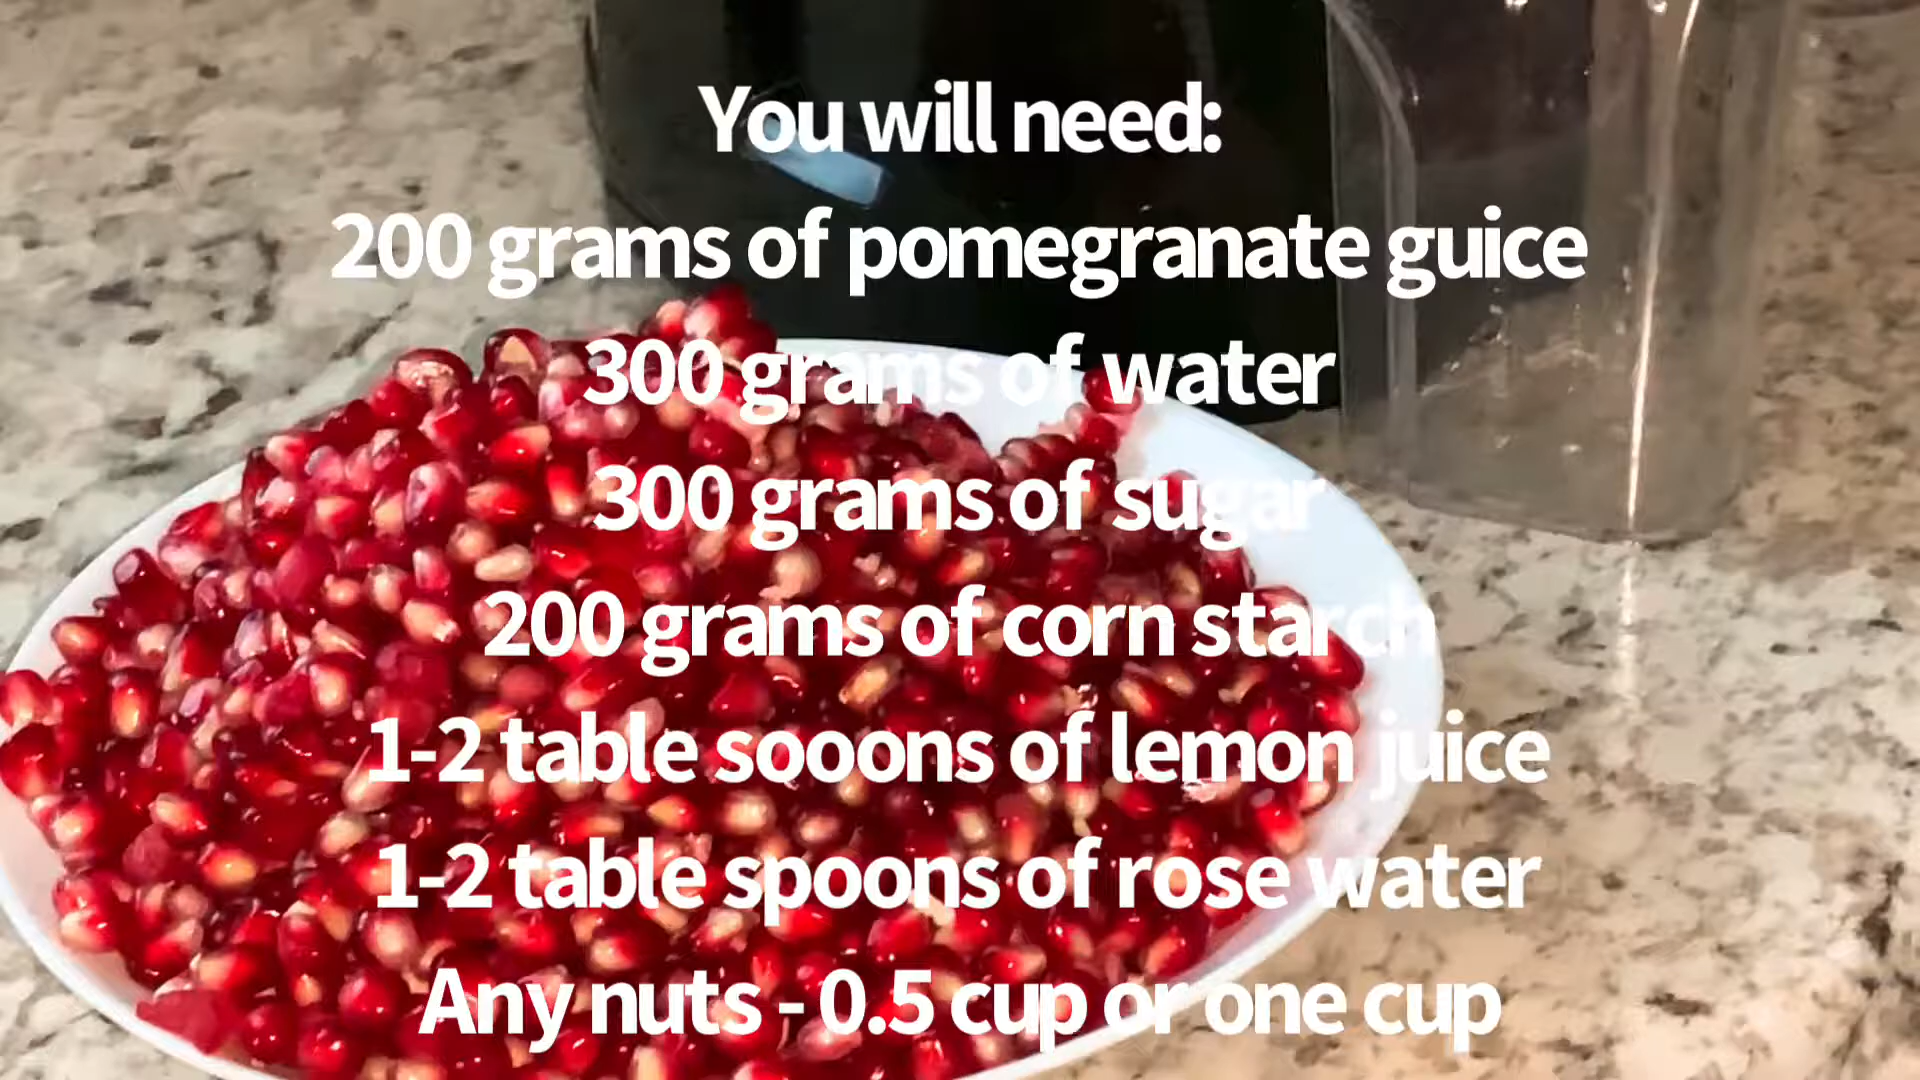 You will need:
200 grams of pomegranate guice
300 grams of water
300 grams of sugar
200 grams of corn starch
1-2 table sooons of lemon juice
1-2 table spoons of rose water
Any nuts - 0.5 cup or one cup